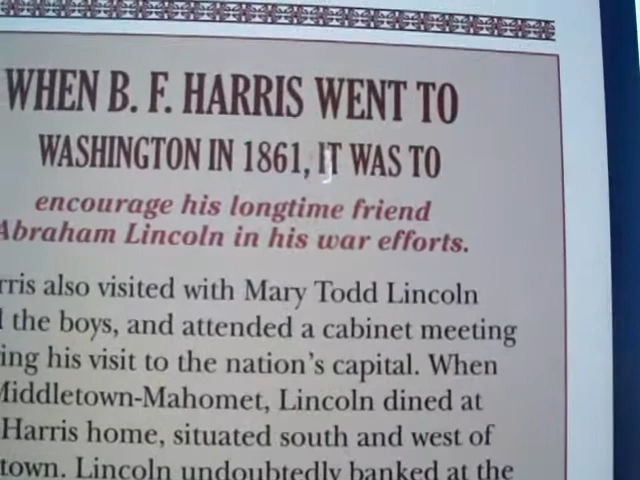 WHEN B. F. HARRIS WENT TO
WASHINGTON IN 1861, IT WAS TO
encourage his longtime friend
Abraham Lincoln in his war efforts.
rris also visited with Mary Todd Lincoln
the boys, and attended a cabinet meeting
ing his visit to the nation's capital. When
Middletown-Mahomet, Lincoln dined at
Harris home, situated south and west of
town. Lincoln undoubtedly banked at the